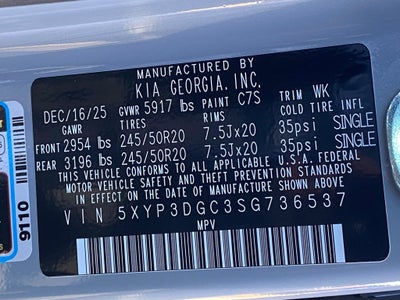 MANUFACTURED BY
KIA GEORGIA, INC.
DEC/16/25 GVWR 5917 lbs PAINT C7S TRIM WK
GAWR TIRES RIMS COLD TIRE INFL
FRONT 2954 lbs 245/50R20 7.5Jx20 35psi SINGLE
REAR 3196 lbs 245/50R20 7.5Jx20 35psi SINGLE
THIS VEHICLE CONFORMS TO ALL APPLICABLE U.S.A. FEDERAL
MOTOR VEHICLE SAFETY AND THEFT PREVENTION STANDARDS
IN EFFECT ON THE DATE OF MANUFACTURE SHOWN ABOVE
VIN 5XYP3DGC3SG736537
MPV
9110